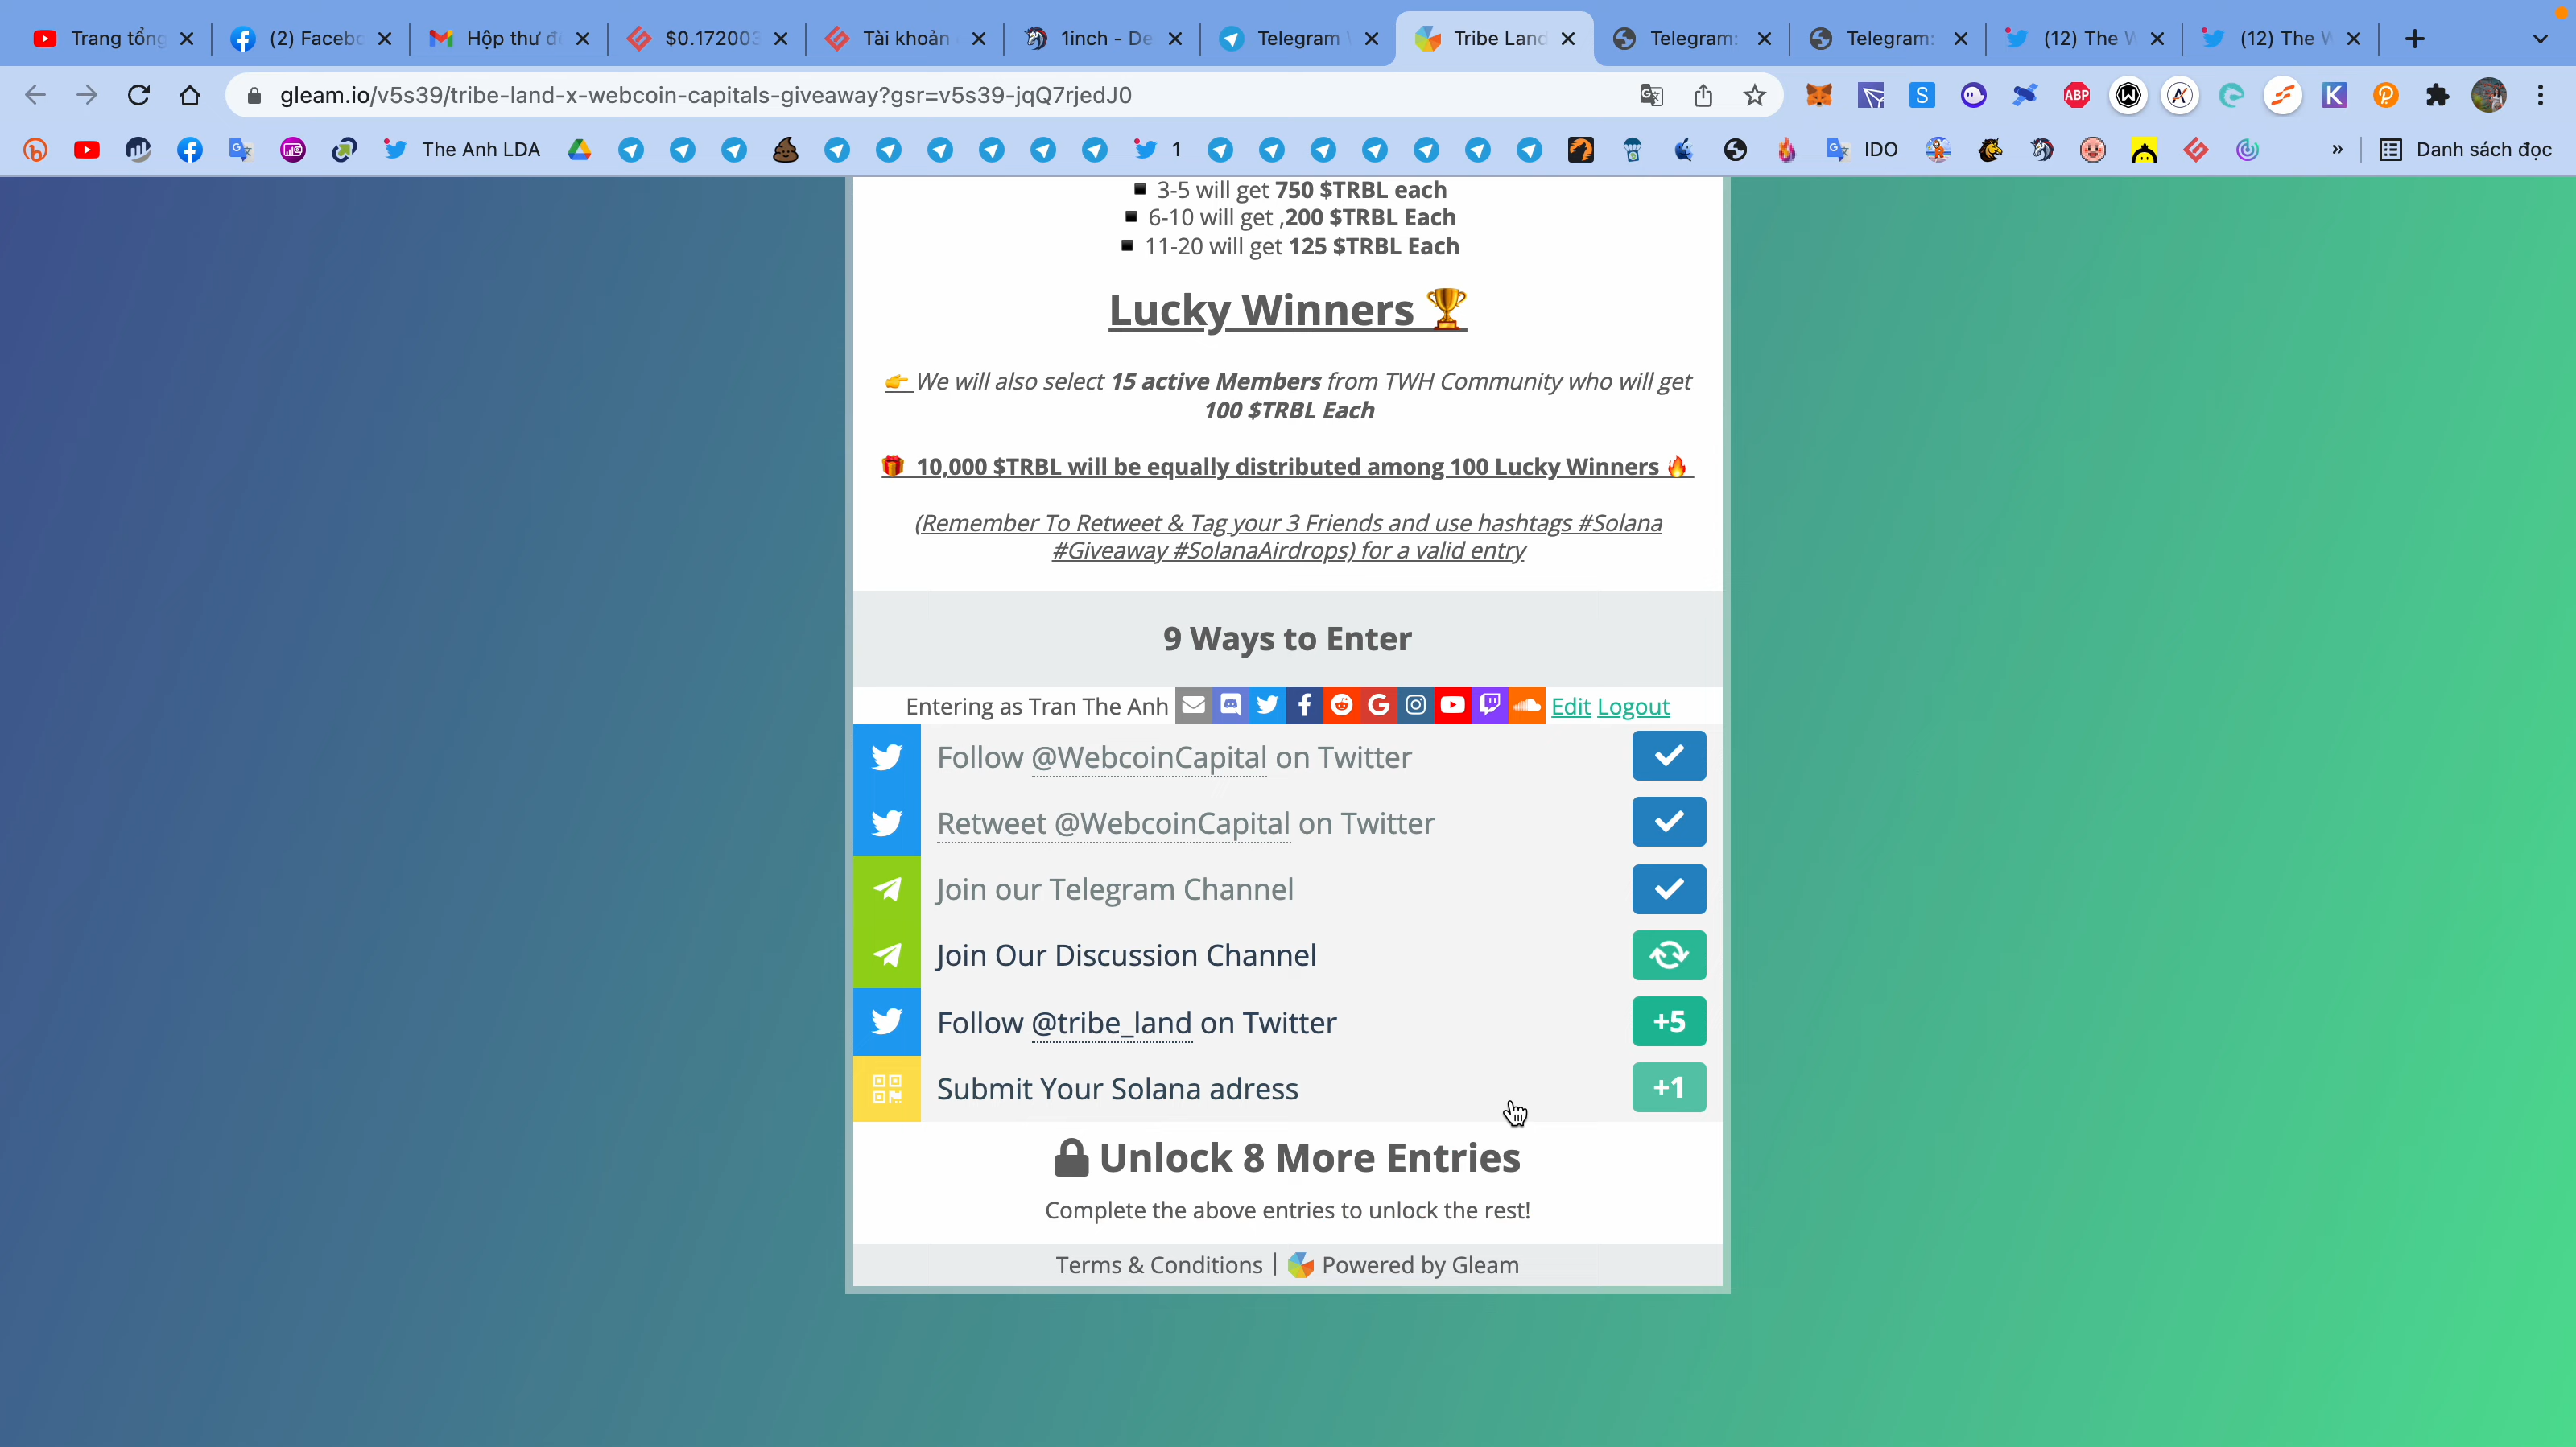 Trang tổng
(2) Facebo
Hộp thư đ
$0.172003
Tài khoản
1inch - De
Telegram
Tribe Land
Telegram:
Telegram:
(12) The W
(12) The W
gleam.io/v5s39/tribe-land-x-webcoin-capitals-giveaway?gsr=v5s39-jqQ7rjedJ0
ABP
The Anh LDA
1
IDO
»
Danh sách đọc
▪ 3-5 will get 750 $TRBL each
▪ 6-10 will get ,200 $TRBL Each
▪ 11-20 will get 125 $TRBL Each
Lucky Winners 🏆
👉 We will also select 15 active Members from TWH Community who will get
100 $TRBL Each
🎁 10,000 $TRBL will be equally distributed among 100 Lucky Winners 🔥
(Remember To Retweet & Tag your 3 Friends and use hashtags #Solana
#Giveaway #SolanaAirdrops) for a valid entry
9 Ways to Enter
Entering as Tran The Anh Edit Logout
Follow @WebcoinCapital on Twitter
Retweet @WebcoinCapital on Twitter
Join our Telegram Channel
Join Our Discussion Channel
Follow @tribe_land on Twitter +5
Submit Your Solana adress +1
Unlock 8 More Entries
Complete the above entries to unlock the rest!
Terms & Conditions | Powered by Gleam